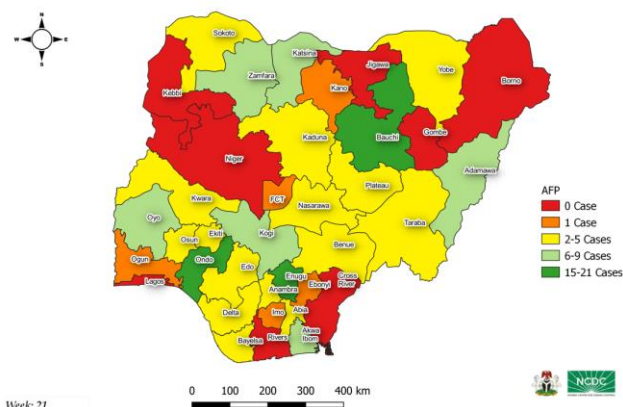 N
W
E
S
Sokoto
Katsina
Zamfara
Jigawa
Yobe
Borno
Kebbi
Kano
Kaduna
Bauchi
Gombe
Adamawa
Niger
Plateau
FCT
Nasarawa
Kwara
Taraba
Oyo
Kogi
Benue
Osun
Ekiti
Ogun
Ondo
Edo
Enugu
Ebonyi
Cross
River
Lagos
Anambra
Delta
Imo
Abia
Bayelsa
Rivers
Akwa
Ibom
AFP
0 Case
1 Case
2-5 Cases
6-9 Cases
15-21 Cases
Week: 21
0 100 200 300 400 km
NCDC